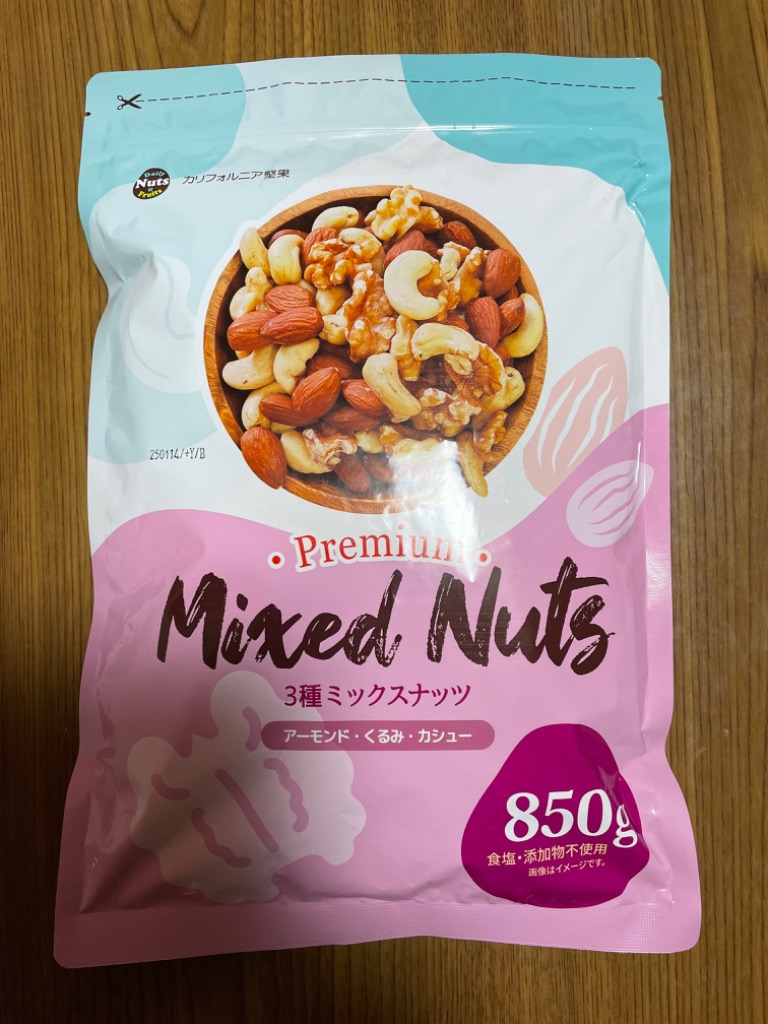 Daily
Nuts
&
Fruits
カリフォルニア堅果
250114/+Y/B
Premium
Mixed Nuts
3種ミックスナッツ
アーモンド・くるみ・カシュー
850g
食塩・添加物不使用
画像はイメージです。